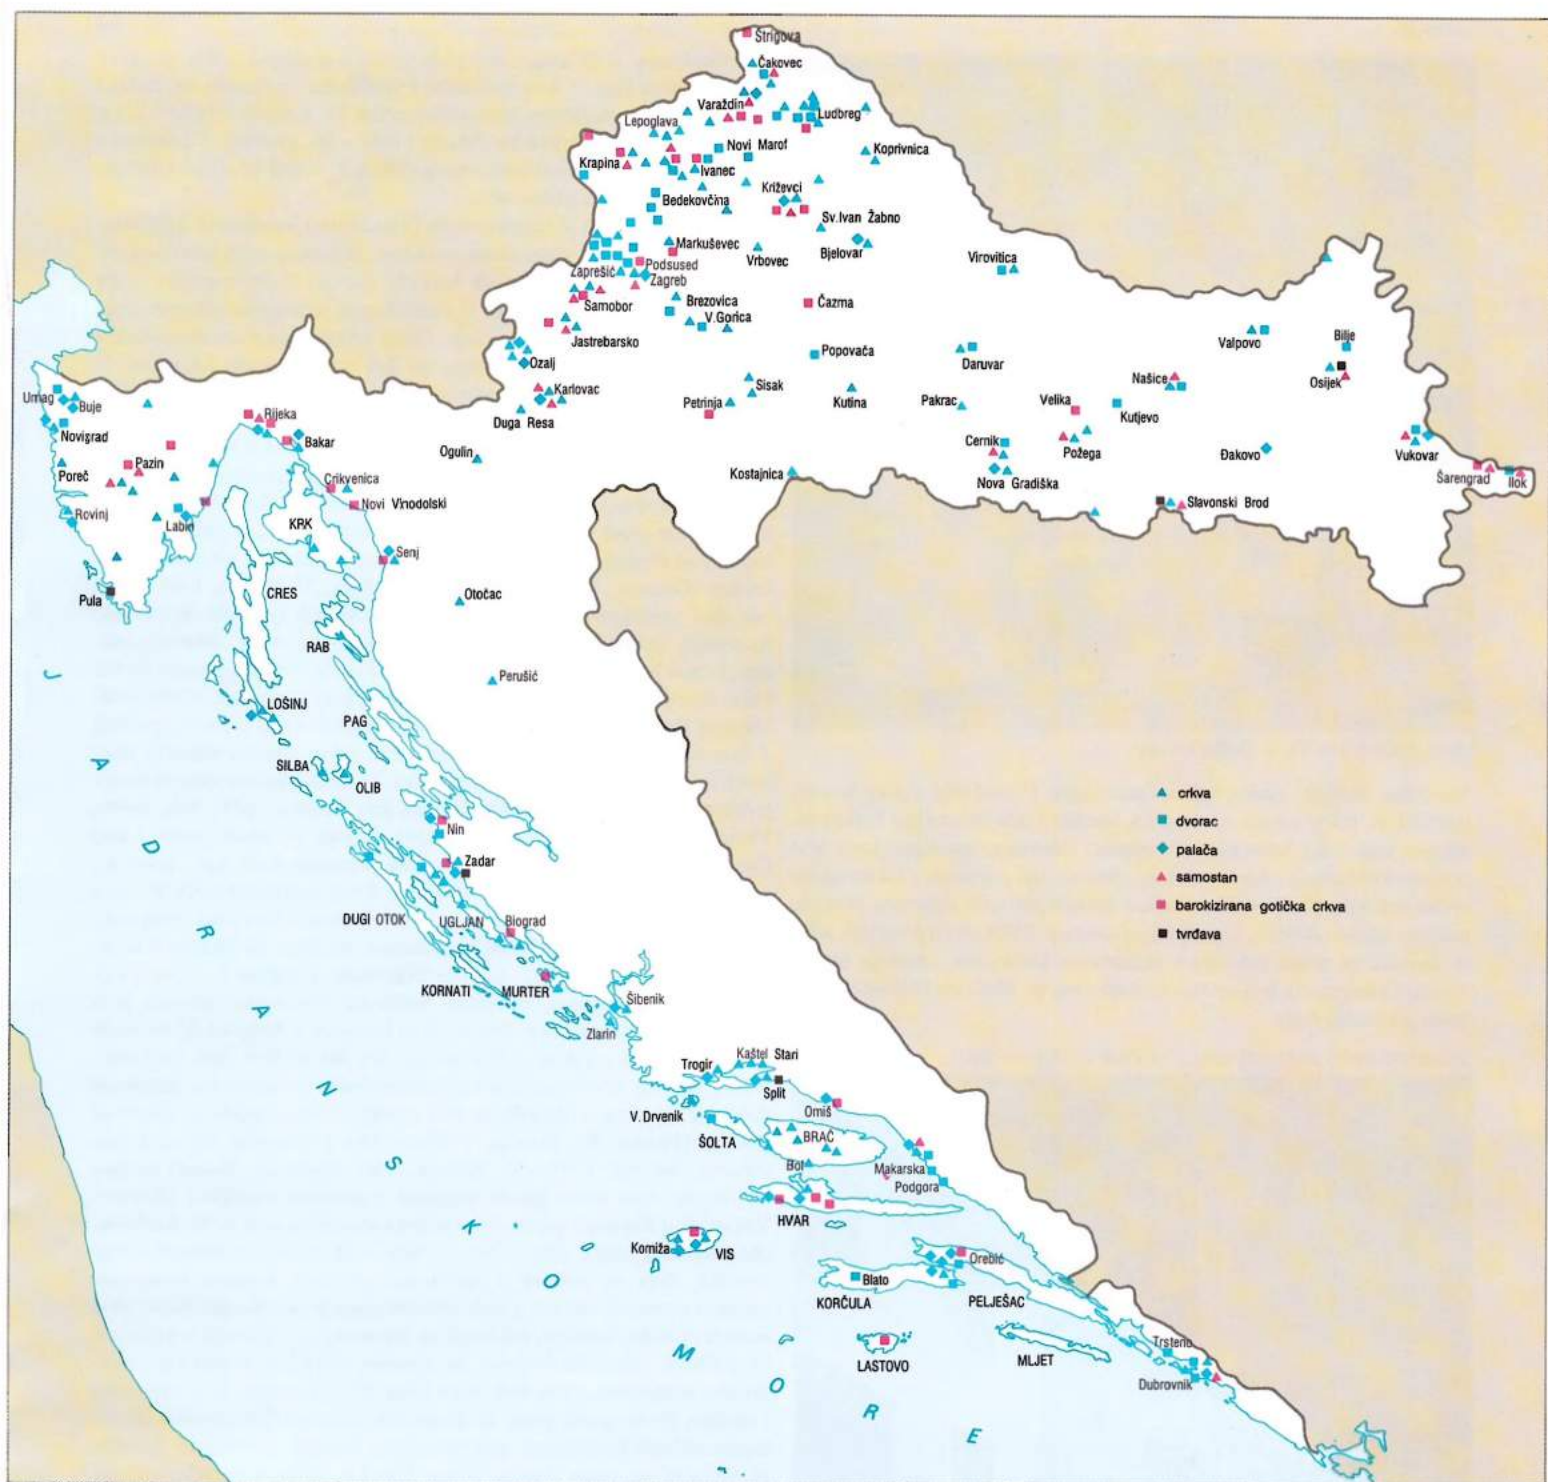 Štrigova
Čakovec
Varaždin
Ludbreg
Lepoglava
Novi Marof
Koprivnica
Krapina
Ivanec
Bedekovčina
Križevci
Sv.Ivan Žabno
Markuševec
Vrbovec
Bjelovar
Virovitica
Zaprešić
Podsused
Zagreb
Samobor
Brezovica
Čazma
V.Gorica
Jastrebarsko
Popovača
Daruvar
Valpovo
Bilje
Ozalj
Osijek
Našice
Karlovac
Sisak
Kutina
Petrinja
Pakrac
Velika
Kutjevo
Duga Resa
Umag
Buje
Novigrad
Rijeka
Bakar
Cernik
Požega
Đakovo
Vukovar
Poreč
Pazin
Ogulin
Kostajnica
Nova Gradiška
Šarengrad
Ilok
Crikvenica
Novi Vinodolski
Slavonski Brod
Rovinj
Labin
KRK
Senj
Pula
CRES
Otočac
RAB
Perušić
LOŠINJ
PAG
SILBA
OLIB
Nin
Zadar
DUGI OTOK
UGLJAN
Biograd
KORNATI
MURTER
Šibenik
Zlarin
Kaštel Stari
Trogir
Split
V.Drvenik
Omiš
ŠOLTA
BRAČ
Bol
Makarska
Podgora
HVAR
Komiža
VIS
Orebić
Blato
KORČULA
PELJEŠAC
LASTOVO
MLJET
Trsteno
Dubrovnik
JADRANSKO MORE
crkva
dvorac
palača
samostan
barokizirana gotička crkva
tvrđava